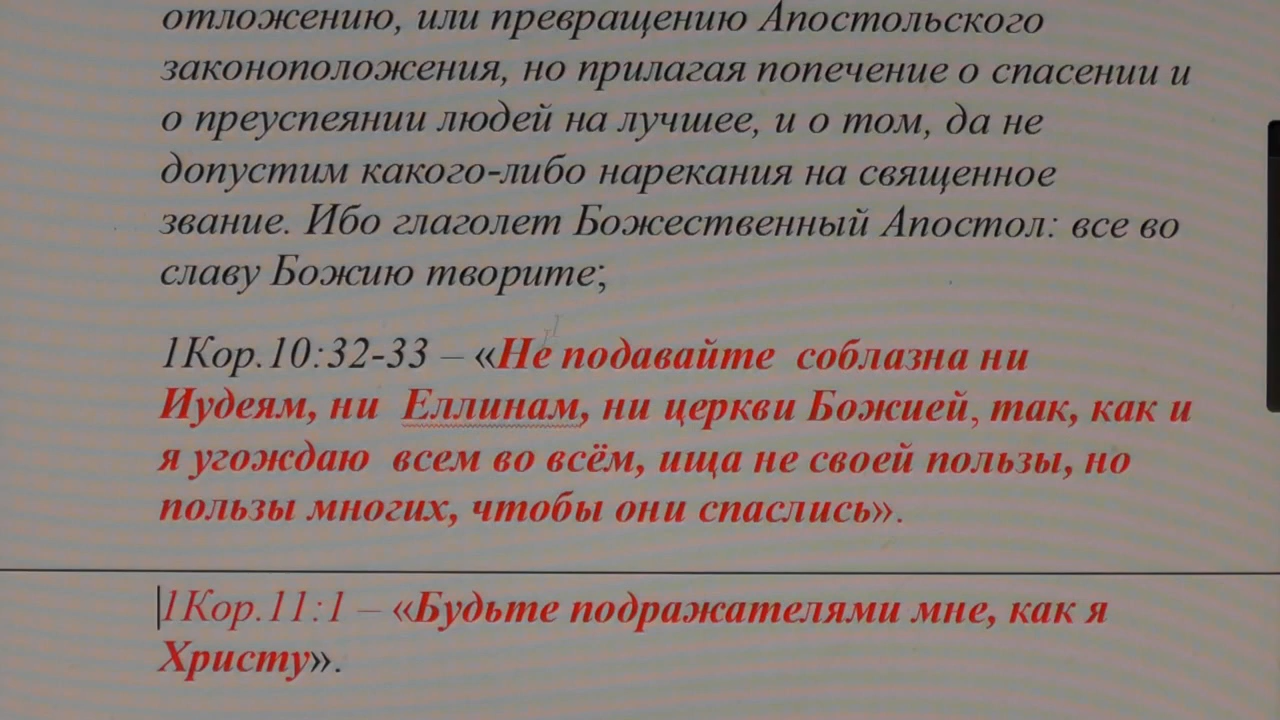 отложению, или превращению Апостольского
законоположения, но прилагая попечение о спасении и
о преуспеянии людей на лучшее, и о том, да не
допустим какого-либо нарекания на священное
звание. Ибо глаголет Божественный Апостол: все во
славу Божию творите;
1Кор.10:32-33 – «Не подавайте соблазна ни
Иудеям, ни Еллинам, ни церкви Божией, так, как и
я угождаю всем во всём, ища не своей пользы, но
пользы многих, чтобы они спаслись».
1Кор.11:1 – «Будьте подражателями мне, как я
Христу».